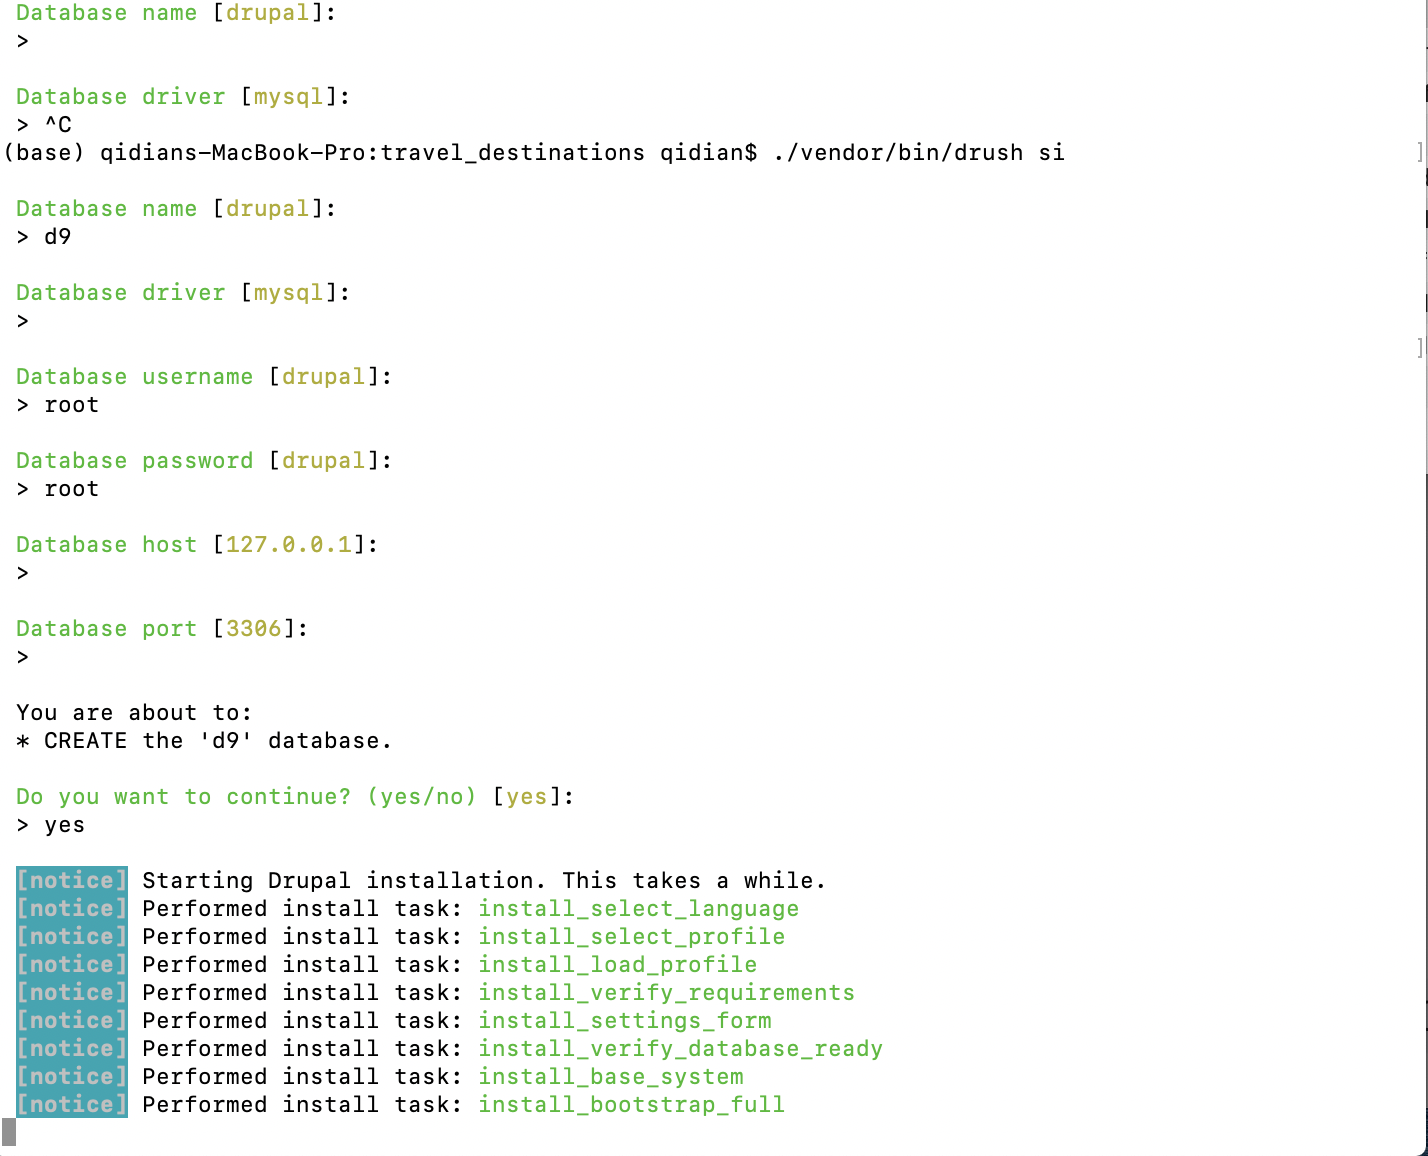 Database name [drupal]:
>
Database driver [mysql]:
> ^C
(base) qidians-MacBook-Pro:travel_destinations qidian$ ./vendor/bin/drush si ]
Database name [drupal]:
> d9
Database driver [mysql]:
>
]
Database username [drupal]:
> root
Database password [drupal]:
> root
Database host [127.0.0.1]:
>
Database port [3306]:
>
You are about to:
* CREATE the 'd9' database.
Do you want to continue? (yes/no) [yes]:
> yes
[notice] Starting Drupal installation. This takes a while.
[notice] Performed install task: install_select_language
[notice] Performed install task: install_select_profile
[notice] Performed install task: install_load_profile
[notice] Performed install task: install_verify_requirements
[notice] Performed install task: install_settings_form
[notice] Performed install task: install_verify_database_ready
[notice] Performed install task: install_base_system
[notice] Performed install task: install_bootstrap_full